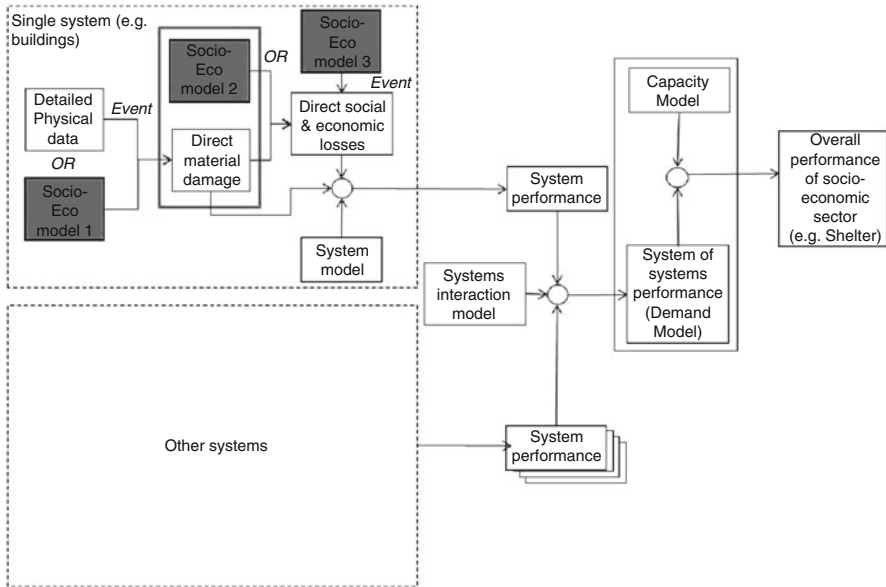 Single system (e.g.
buildings)
Socio-
Eco
model 2
OR
Socio-
Eco
model 3
Event
Detailed
Physical
data
Event
OR
Socio-
Eco
model 1
Direct
material
damage
Direct social
& economic
losses
System
model
System
performance
Systems
interaction
model
Capacity
Model
System of
systems
performance
(Demand
Model)
Overall
performance
of socio-
economic
sector
(e.g. Shelter)
Other systems
System
performance